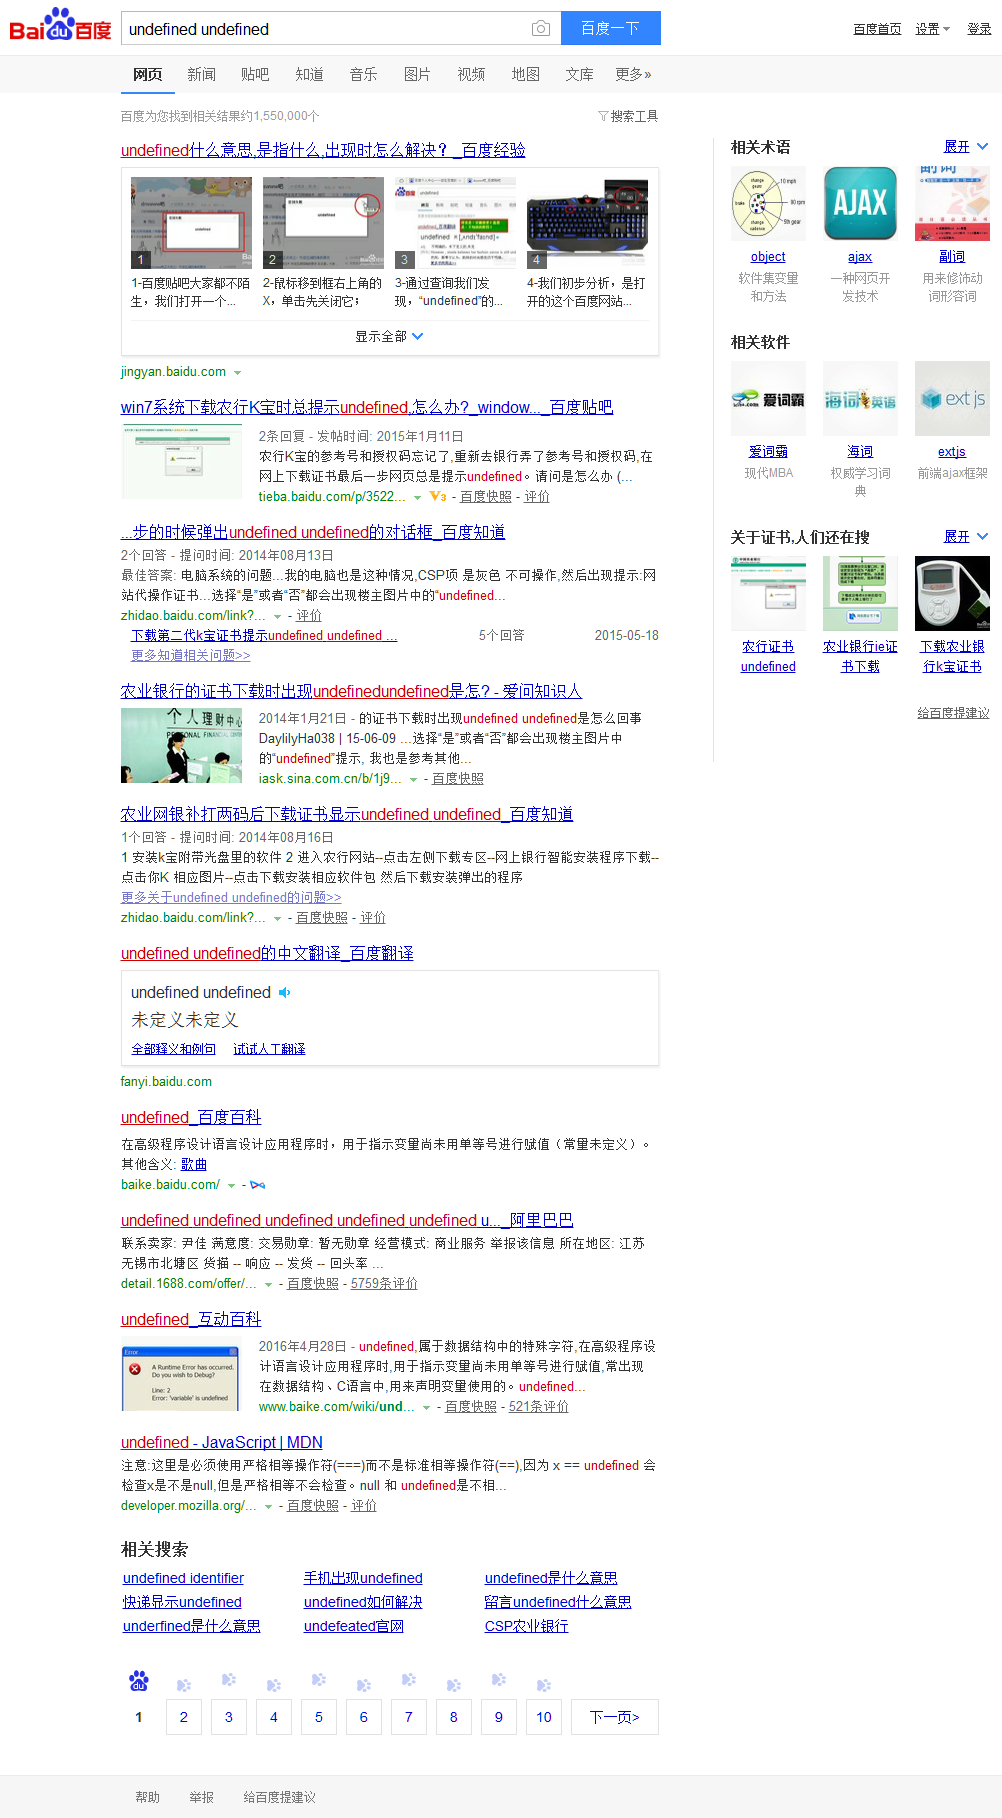 Bai du 百度
undefined undefined
百度一下
百度首页 设置 登录
网页 新闻 贴吧 知道 音乐 图片 视频 地图 文库 更多»
百度为您找到相关结果约1,550,000个
搜索工具
undefined什么意思,是指什么,出现时怎么解决? _百度经验
1
2
3
4
1-百度贴吧大家都不陌生，我们打开一个...
2-鼠标移到框右上角的X，单击先关闭它；
3-通过查询我们发现，“undefined”的...
4-我们初步分析，是打开的这个百度网站...
显示全部
jingyan.baidu.com
win7系统下载农行K宝时总提示undefined,怎么办?_window..._百度贴吧
2条回复 - 发帖时间: 2015年1月11日
农行K宝的参考号和授权码忘记了,重新去银行弄了参考号和授权码,在
网上下载证书最后一步网页总是提示undefined。请问是怎么办 (...
tieba.baidu.com/p/3522... V3 - 百度快照 - 评价
...步的时候弹出undefined undefined的对话框_百度知道
2个回答 - 提问时间: 2014年08月13日
最佳答案: 电脑系统的问题...我的电脑也是这种情况,CSP项 是灰色 不可操作,然后出现提示:网
站代操作证书...选择“是”或者“否”都会出现楼主图片中的“undefined...
zhidao.baidu.com/link?... - 评价
下载第二代k宝证书提示undefined undefined ... 5个回答 2015-05-18
更多知道相关问题>>
农业银行的证书下载时出现undefinedundefined是怎? - 爱问知识人
2014年1月21日 - 的证书下载时出现undefined undefined是怎么回事
DaylilyHa038 | 15-06-09 ...选择“是”或者“否”都会出现楼主图片中
的“undefined”提示, 我也是参考其他...
iask.sina.com.cn/b/1j9... - 百度快照
农业网银补打两码后下载证书显示undefined undefined_百度知道
1个回答 - 提问时间: 2014年08月16日
1 安装k宝附带光盘里的软件 2 进入农行网站--点击左侧下载专区--网上银行智能安装程序下载--
点击你K 相应图片--点击下载安装相应软件包 然后下载安装弹出的程序
更多关于undefined undefined的问题>>
zhidao.baidu.com/link?... - 百度快照 - 评价
undefined undefined的中文翻译_百度翻译
undefined undefined
未定义未定义
全部释义和例句 试试人工翻译
fanyi.baidu.com
undefined_百度百科
在高级程序设计语言设计应用程序时，用于指示变量尚未用单等号进行赋值（常量未定义）。
其他含义: 歌曲
baike.baidu.com/ -
undefined undefined undefined undefined undefined u..._阿里巴巴
联系卖家: 尹佳 满意度: 交易勋章: 暂无勋章 经营模式: 商业服务 举报该信息 所在地区: 江苏
无锡市北塘区 货描 -- 响应 -- 发货 -- 回头率 ...
detail.1688.com/offer/... - 百度快照 - 5759条评价
undefined_互动百科
Error
A Runtime Error has occurred.
Do you wish to Debug?
Line: 2
Error: 'variable' is undefined
2016年4月28日 - undefined,属于数据结构中的特殊字符,在高级程序设
计语言设计应用程序时,用于指示变量尚未用单等号进行赋值,常出现
在数据结构、C语言中,用来声明变量使用的。undefined...
www.baike.com/wiki/und... - 百度快照 - 521条评价
undefined - JavaScript | MDN
注意:这里是必须使用严格相等操作符(===)而不是标准相等操作符(==),因为 x == undefined 会
检查x是不是null,但是严格相等不会检查。null 和 undefined是不相...
developer.mozilla.org/... - 百度快照 - 评价
相关搜索
undefined identifier 手机出现undefined undefined是什么意思
快递显示undefined undefined如何解决 留言undefined什么意思
underfined是什么意思 undefeated官网 CSP农业银行
1 2 3 4 5 6 7 8 9 10 下一页>
帮助 举报 给百度提建议
相关术语 展开
AJAX
副词
object ajax 副词
软件集变量和方法
一种网页开发技术
用来修饰动词形容词
相关软件
爱词霸
海词英语
ext js
爱词霸 海词 extjs
现代MBA
权威学习词典
前端ajax框架
关于证书,人们还在搜 展开
农行证书undefined
农业银行ie证书下载
下载农业银行k宝证书
给百度提建议